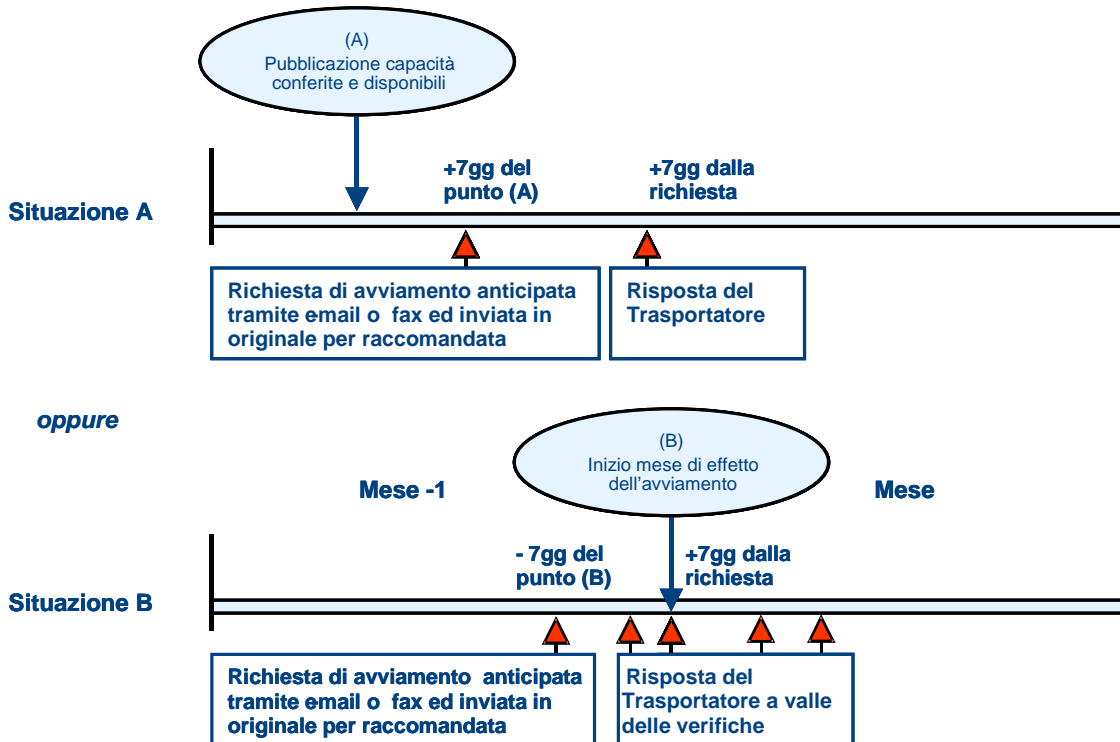 (A)
Pubblicazione capacità
conferite e disponibili
+7gg del
punto (A)
+7gg dalla
richiesta
Situazione A
Richiesta di avviamento anticipata
tramite e-mail o fax ed inviata in
originale per raccomandata
Risposta del
Trasportatore
oppure
(B)
Inizio mese di effetto
dell'avviamento
Mese -1
Mese
- 7gg del
punto (B)
+7gg dalla
richiesta
Situazione B
Richiesta di avviamento anticipata
tramite e-mail o fax ed inviata in
originale per raccomandata
Risposta del
Trasportatore a valle
delle verifiche